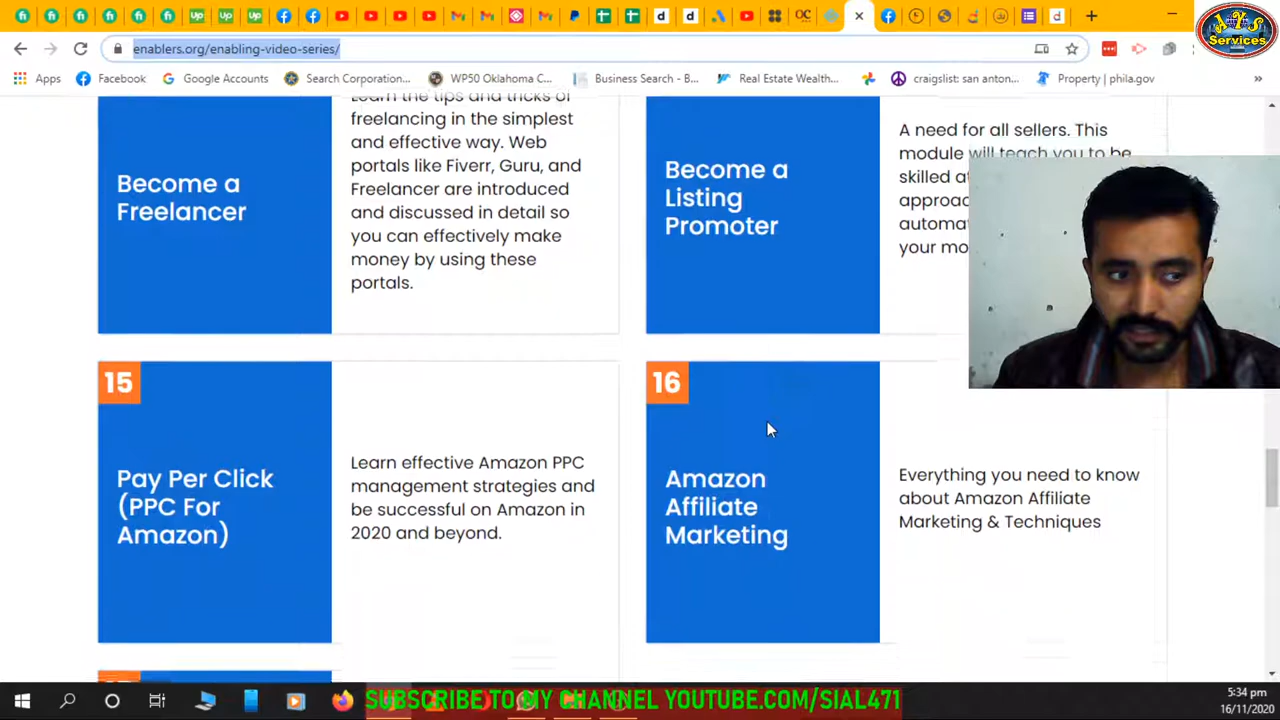 enablers.org/enabling-video-series/
Apps
Facebook
Google Accounts
Search Corporation...
WP50 Oklahoma C...
Business Search - B...
Real Estate Wealth...
craigslist: san anton...
Property | phila.gov
AYS
Services
Become a
Freelancer
Learn the tips and tricks of
freelancing in the simplest
and effective way. Web
portals like Fiverr, Guru, and
Freelancer are introduced
and discussed in detail so
you can effectively make
money by using these
portals.
Become a
Listing
Promoter
A need for all sellers. This
module will teach you to be
skilled at
approac
automat
your mo
15
Pay Per Click
(PPC For
Amazon)
Learn effective Amazon PPC
management strategies and
be successful on Amazon in
2020 and beyond.
16
Amazon
Affiliate
Marketing
Everything you need to know
about Amazon Affiliate
Marketing & Techniques
SUBSCRIBE TO MY CHANNEL YOUTUBE.COM/SIAL471
5:34 pm
16/11/2020